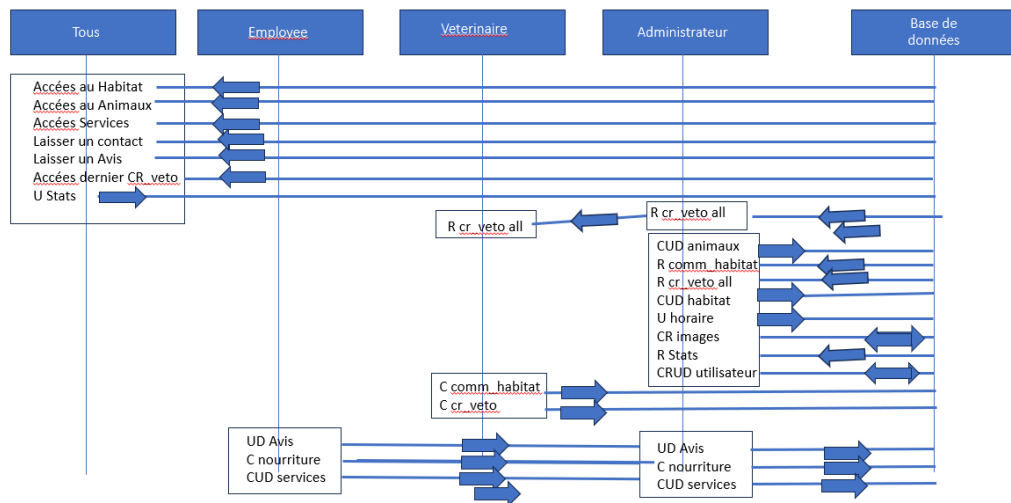 Tous
Employee
Veterinaire
Administrateur
Base de
données
Accées au Habitat
Accées au Animaux
Accées Services
Laisser un contact
Laisser un Avis
Accées dernier CR_veto
U Stats
R cr_veto all
R cr_veto all
CUD animaux
R comm_habitat
R cr_veto all
CUD habitat
U horaire
CR images
R Stats
CRUD utilisateur
C comm_habitat
C cr_veto
UD Avis
C nourriture
CUD services
UD Avis
C nourriture
CUD services